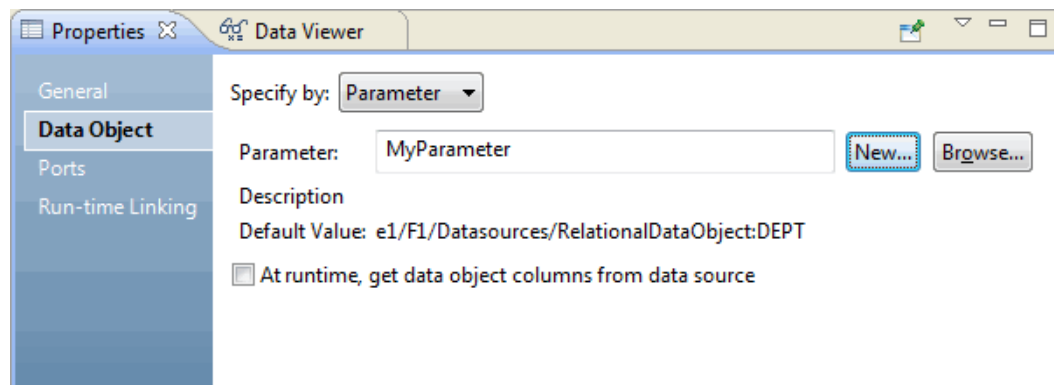 Properties Data Viewer
General
Data Object
Ports
Run-time Linking
Specify by: Parameter
Parameter: MyParameter New... Browse...
Description
Default Value: e1/F1/Datasources/RelationalDataObject:DEPT
At runtime, get data object columns from data source